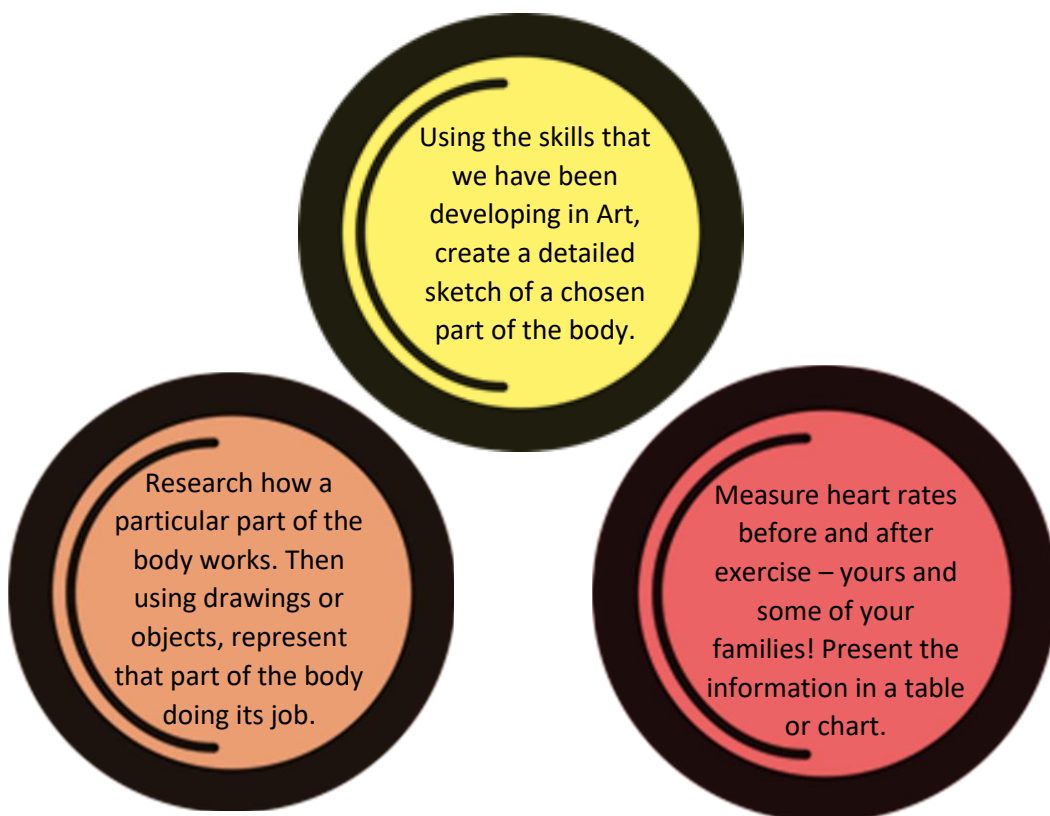 Using the skills that
we have been
developing in Art,
create a detailed
sketch of a chosen
part of the body.
Research how a
particular part of the
body works. Then
using drawings or
objects, represent
that part of the body
doing its job.
Measure heart rates
before and after
exercise – yours and
some of your
families! Present the
information in a table
or chart.